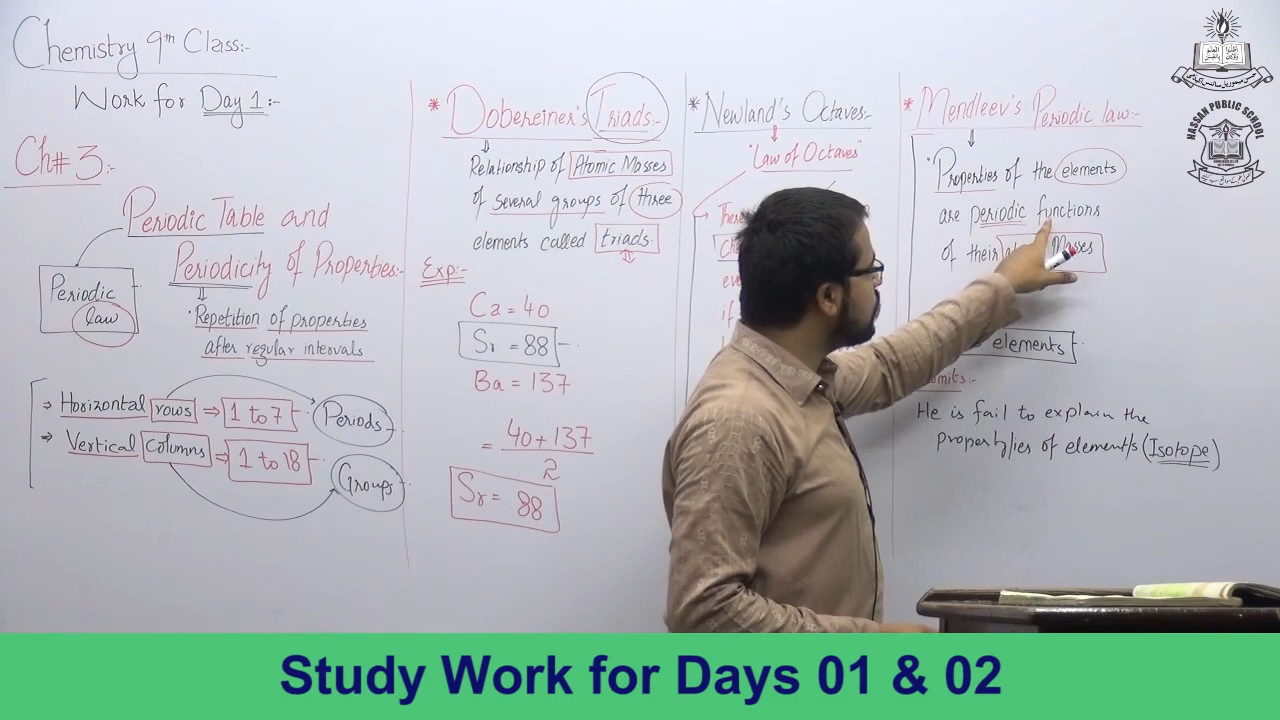 Chemistry 9th Class:-
Work for Day 1:-
Ch# 3:-
Periodic Table and
Periodicity of Properties:-
Periodic
law
· Repetition of properties
after regular intervals
⇒ Horizontal rows ⇒ 1 to 7
Periods
⇒ Vertical columns ⇒ 1 to 18
Groups
* Dobereiner's Triads:-
Relationship of Atomic Masses
of several groups of three
elements called triads.
Exp:-
Ca = 40
Sr = 88
Ba = 137
= 40+137
2
Sr = 88
* Newland's Octaves:-
"Law of Octaves"
if
* Mendleev's Periodic law:-
"Properties of the elements
are periodic functions
of their Masses
elements
He is fail to explain the
property/ies of element/s (Isotope)
HASSAN PUBLIC SCHOOL
Study Work for Days 01 & 02